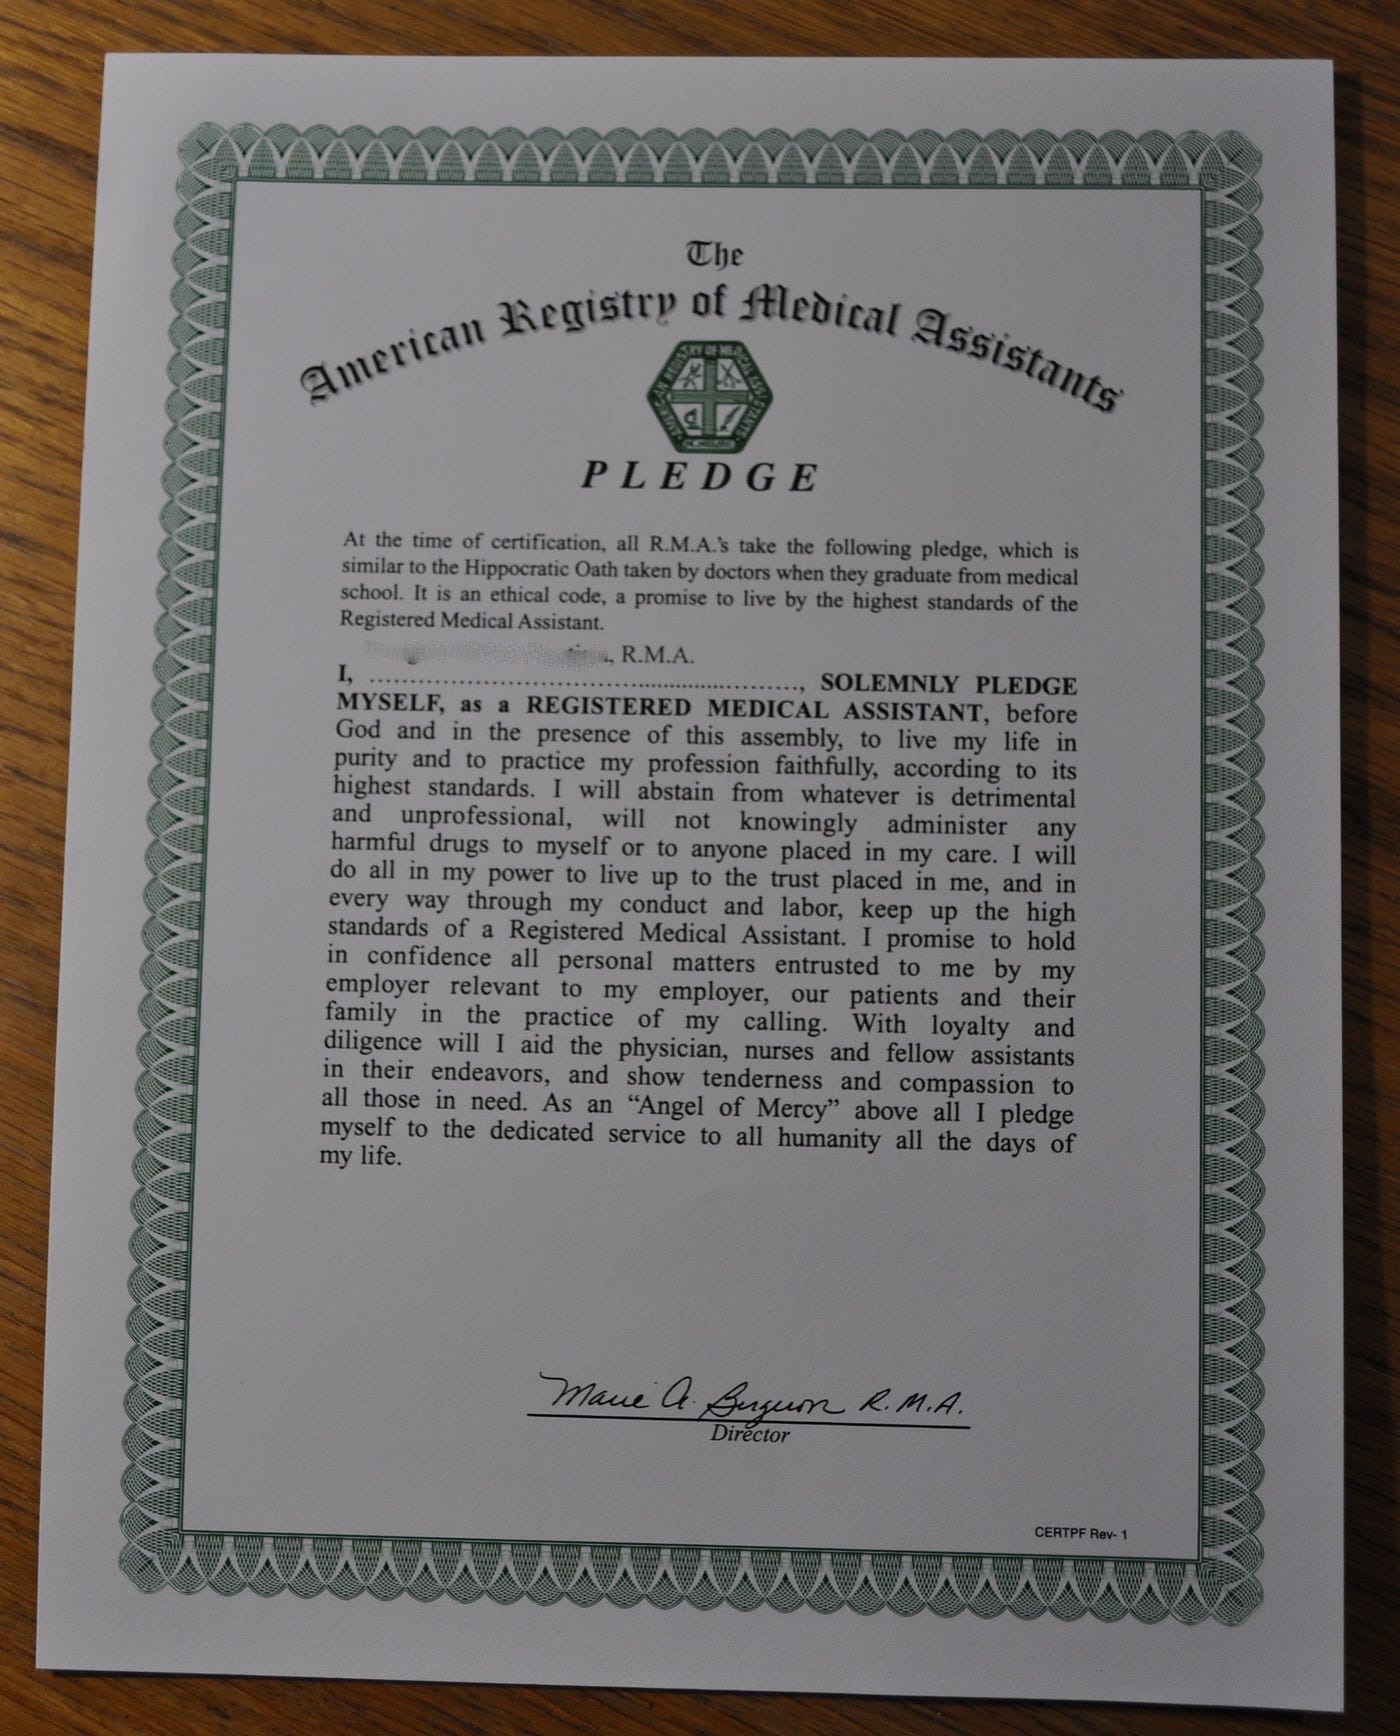 The
American Registry of Medical Assistants
PLEDGE
At the time of certification, all R.M.A.'s take the following pledge, which is
similar to the Hippocratic Oath taken by doctors when they graduate from medical
school. It is an ethical code, a promise to live by the highest standards of the
Registered Medical Assistant.
, R.M.A.
I, ............................................................., SOLEMNLY PLEDGE
MYSELF, as a REGISTERED MEDICAL ASSISTANT, before
God and in the presence of this assembly, to live my life in
purity and to practice my profession faithfully, according to its
highest standards. I will abstain from whatever is detrimental
and unprofessional, will not knowingly administer any
harmful drugs to myself or to anyone placed in my care. I will
do all in my power to live up to the trust placed in me, and in
every way through my conduct and labor, keep up the high
standards of a Registered Medical Assistant. I promise to hold
in confidence all personal matters entrusted to me by my
employer relevant to my employer, our patients and their
family in the practice of my calling. With loyalty and
diligence will I aid the physician, nurses and fellow assistants
in their endeavors, and show tenderness and compassion to
all those in need. As an “Angel of Mercy” above all I pledge
myself to the dedicated service to all humanity all the days of
my life.
Marie A. R.M.A.
Director
CERTPF Rev- 1